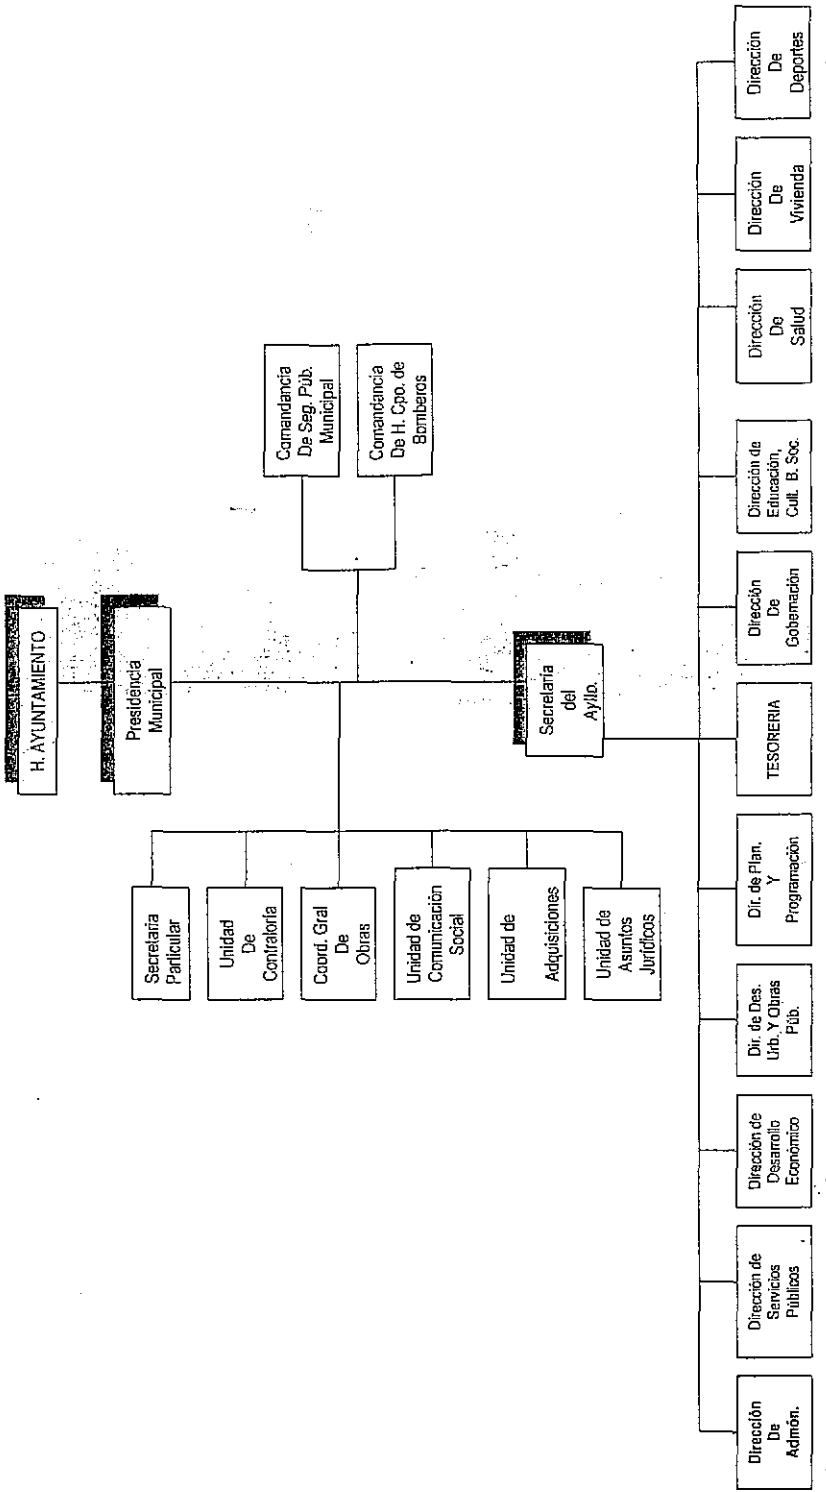 H. AYUNTAMIENTO
Presidencia
Municipal
Secretaria
Particular
Unidad
De
Contraloría
Coord. Gral
De
Obras
Unidad de
Comunicación
Social
Unidad de
Adquisiciones
Unidad de
Asuntos
Jurídicos
Comandancia
De Seg. Púb.
Municipal
Comandancia
De H. Cpo. de
Bomberos
Secretaria
del
Aytto.
Dirección
De
Admón.
Dirección de
Servicios
Públicos
Dirección de
Desarrollo
Económico
Dir. de Des.
Urb. Y Obras
Púb.
Dir. de Plan.
Y
Programación
TESORERIA
Dirección
De
Gobernación
Dirección de
Educación,
Cult. B. Soc.
Dirección
De
Salud
Dirección
De
Vivienda
Dirección
De
Deportes